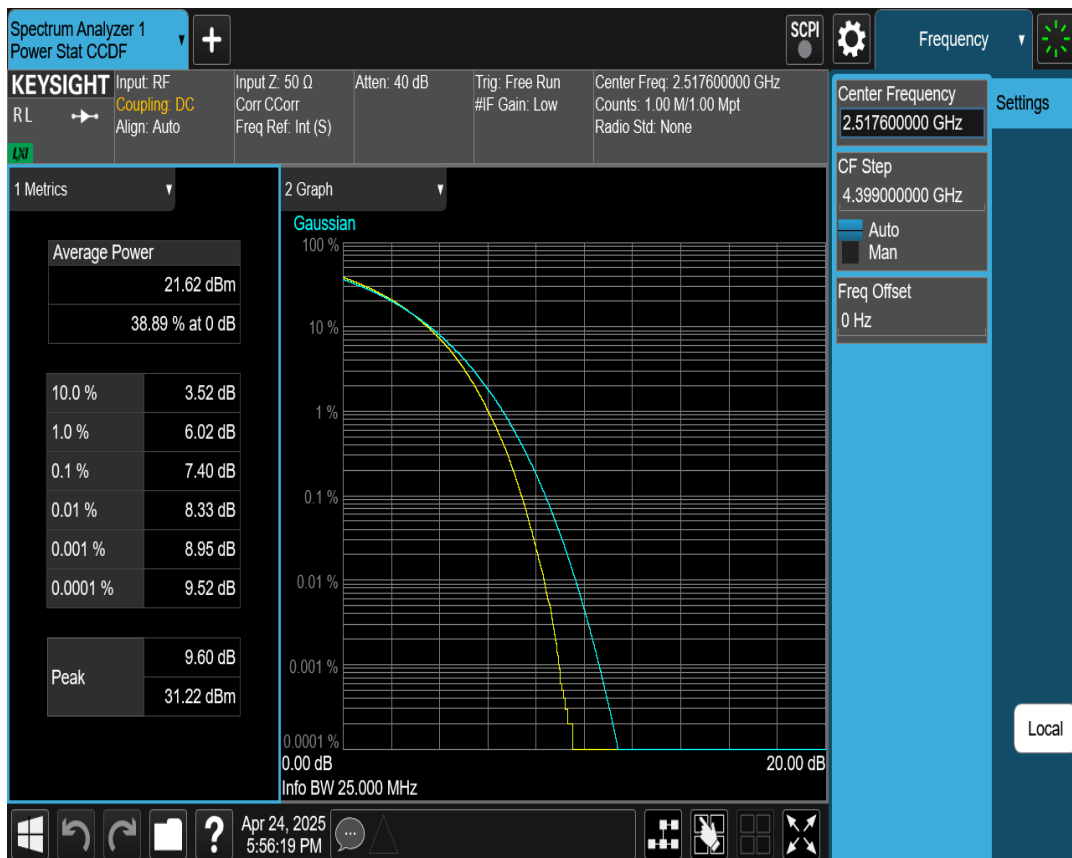 Spectrum Analyzer 1
Power Stat CCDF
+
SCPI
Frequency
KEYSIGHT
RL
LXI
Input: RF
Coupling: DC
Align: Auto
Input Z: 50 Ω
Corr CCorr
Freq Ref: Int (S)
Atten: 40 dB
Trig: Free Run
#IF Gain: Low
Center Freq: 2.517600000 GHz
Counts: 1.00 M/1.00 Mpt
Radio Std: None
Center Frequency
2.517600000 GHz
CF Step
4.399000000 GHz
Auto
Man
Freq Offset
0 Hz
Settings
Local
1 Metrics
Average Power
21.62 dBm
38.89 % at 0 dB
10.0 % 3.52 dB
1.0 % 6.02 dB
0.1 % 7.40 dB
0.01 % 8.33 dB
0.001 % 8.95 dB
0.0001 % 9.52 dB
Peak
9.60 dB
31.22 dBm
2 Graph
Gaussian
100 %
10 %
1 %
0.1 %
0.01 %
0.001 %
0.0001 %
0.00 dB 20.00 dB
Info BW 25.000 MHz
?
Apr 24, 2025
5:56:19 PM